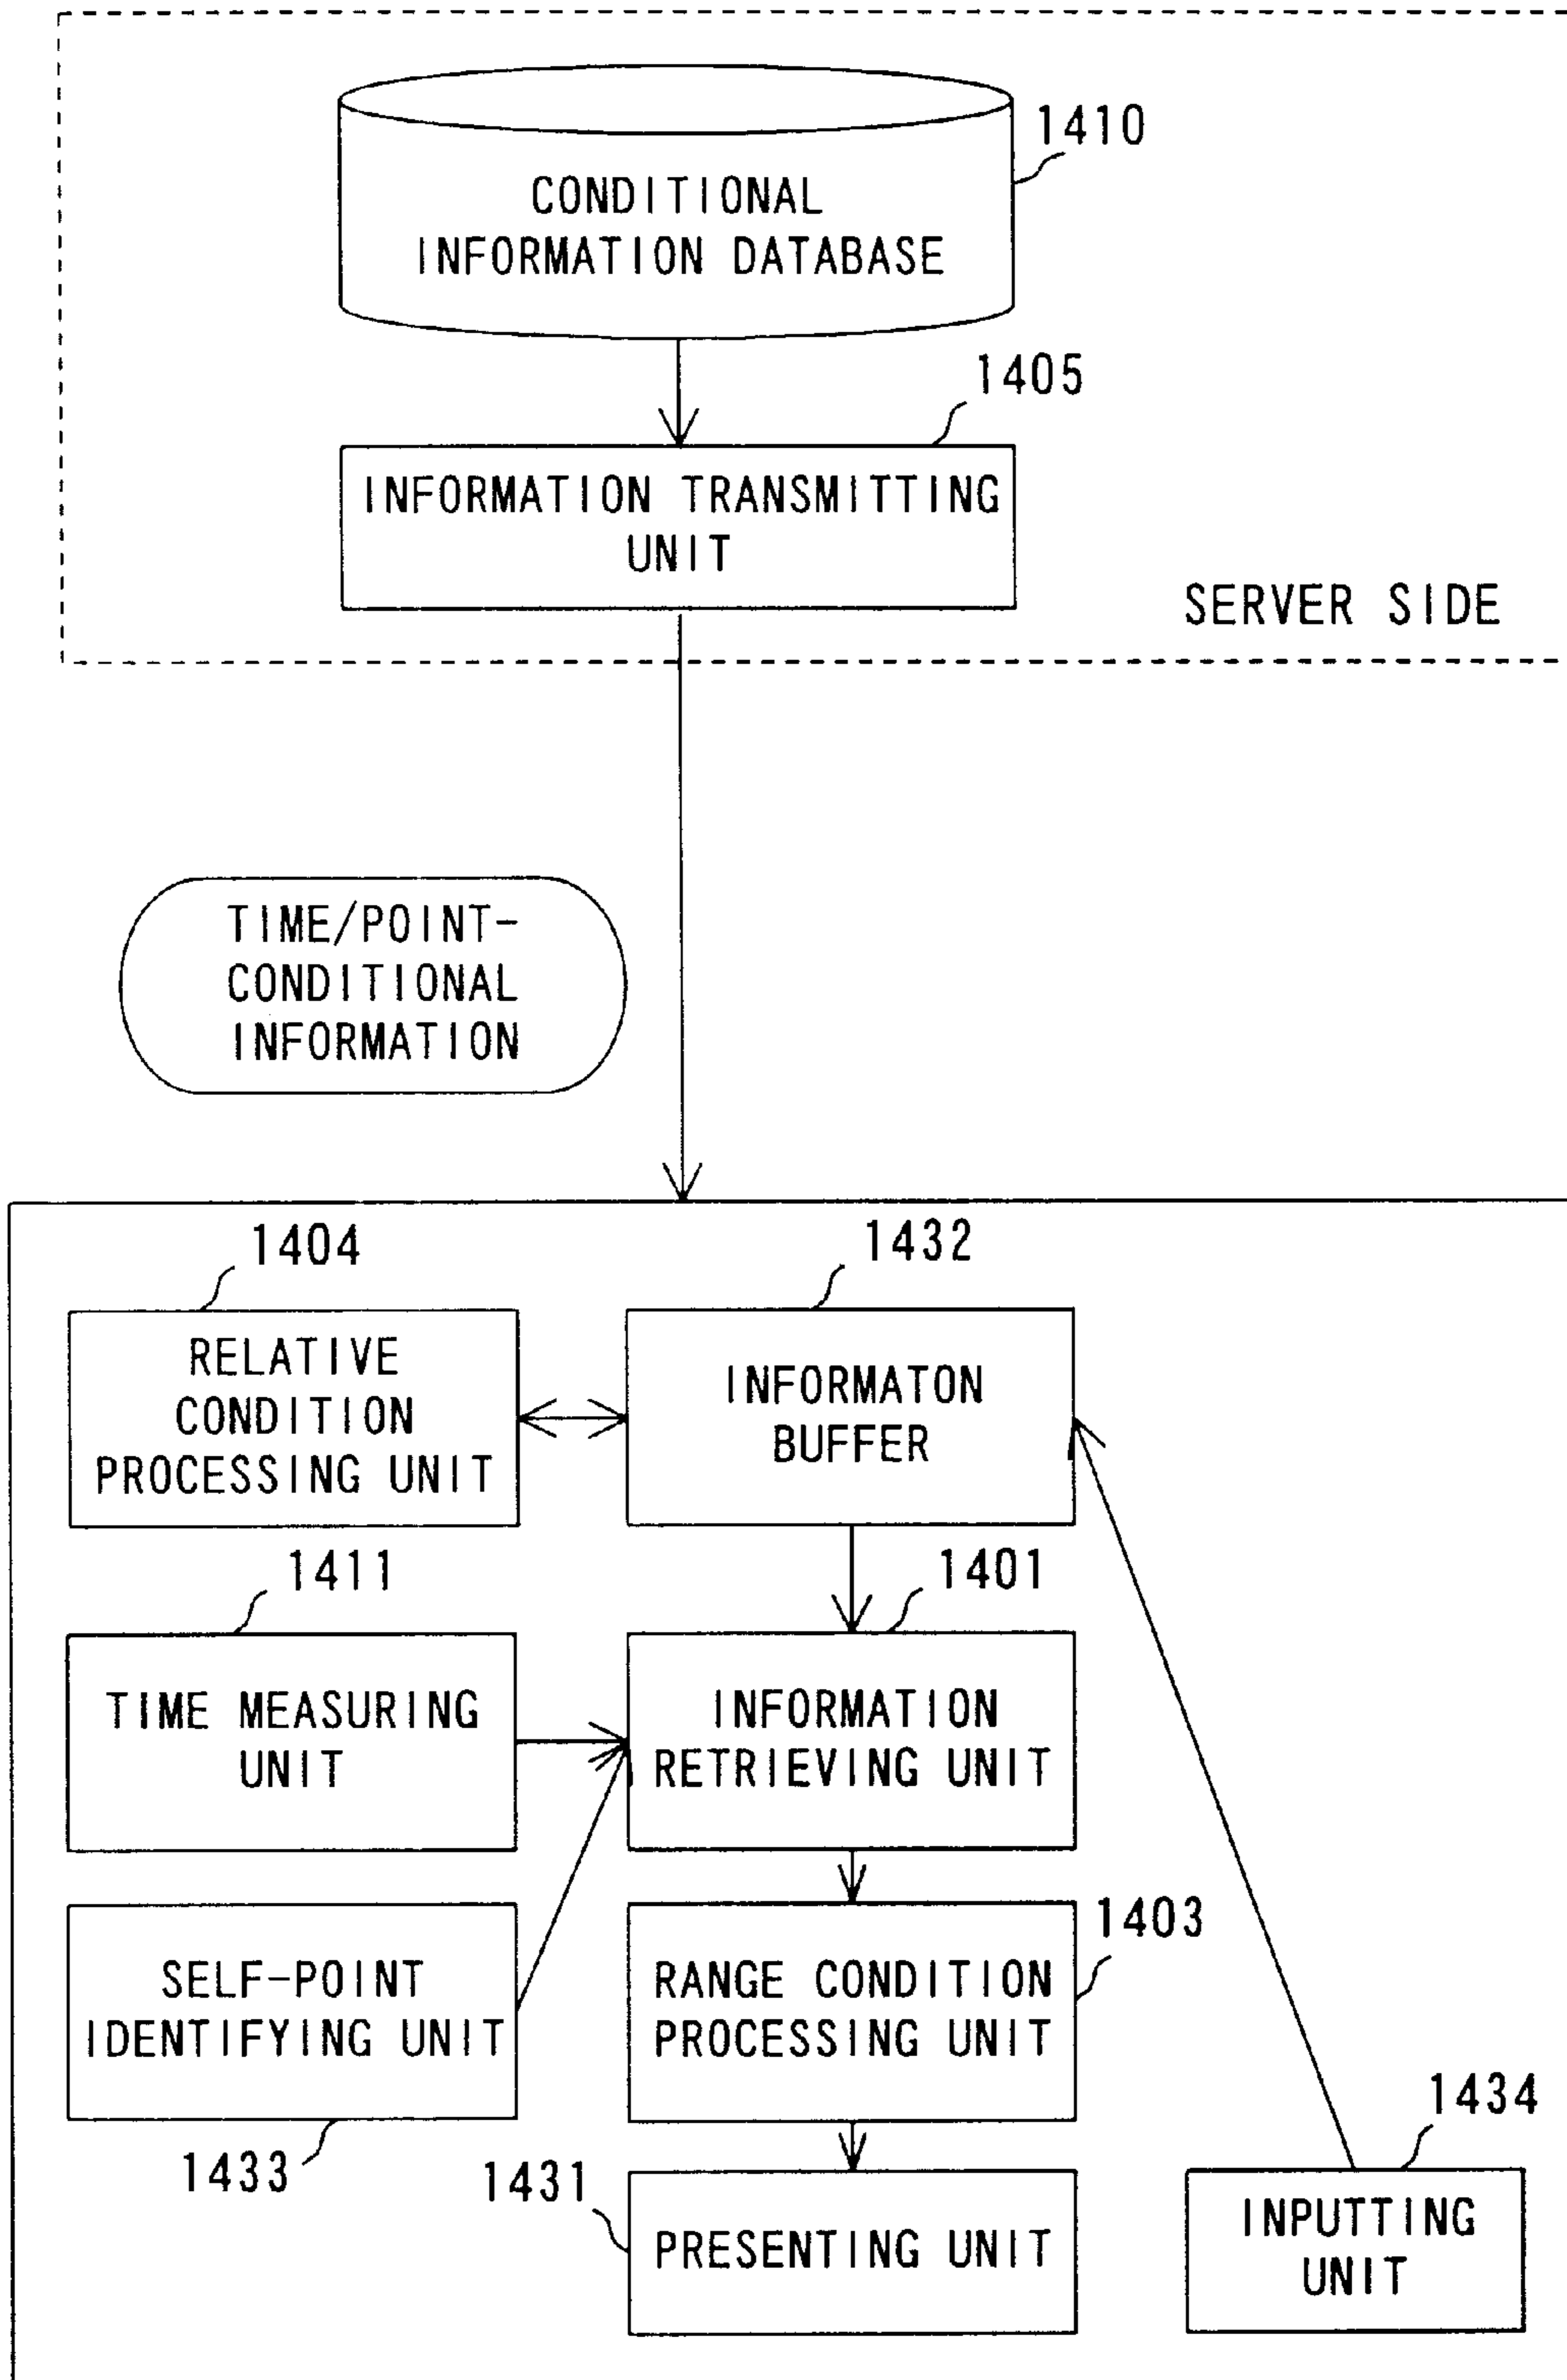 1410
CONDITIONAL
INFORMATION DATABASE
1405
INFORMATION TRANSMITTING
UNIT
SERVER SIDE
TIME/POINT-
CONDITIONAL
INFORMATION
1404
1432
RELATIVE
CONDITION
PROCESSING UNIT
INFORMATON
BUFFER
1411
1401
TIME MEASURING
UNIT
INFORMATION
RETRIEVING UNIT
1403
SELF-POINT
IDENTIFYING UNIT
RANGE CONDITION
PROCESSING UNIT
1433
1431
1434
PRESENTING UNIT
INPUTTING
UNIT